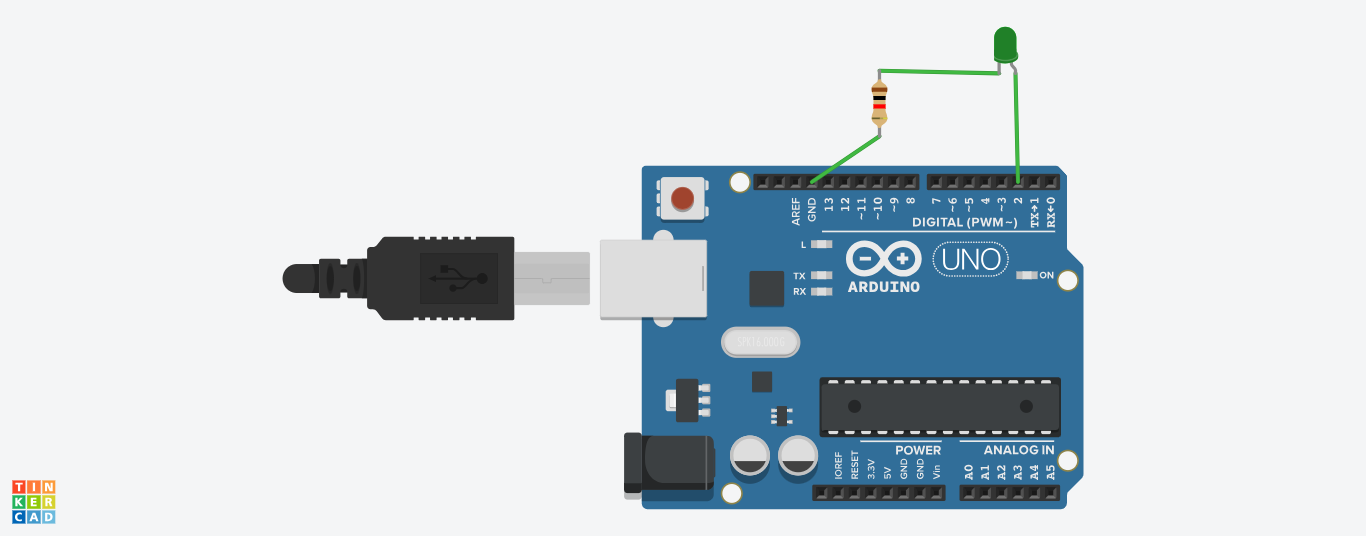 AREF
GND
13
12
~11
~10
~9
8
7
~6
~5
4
~3
2
TX→1
RX←0
DIGITAL (PWM~)
L
TX
RX
ARDUINO
UNO
ON
POWER
ANALOG IN
IOREF
RESET
3.3V
5V
GND
GND
Vin
A0
A1
A2
A3
A4
A5
TIN
KER
CAD